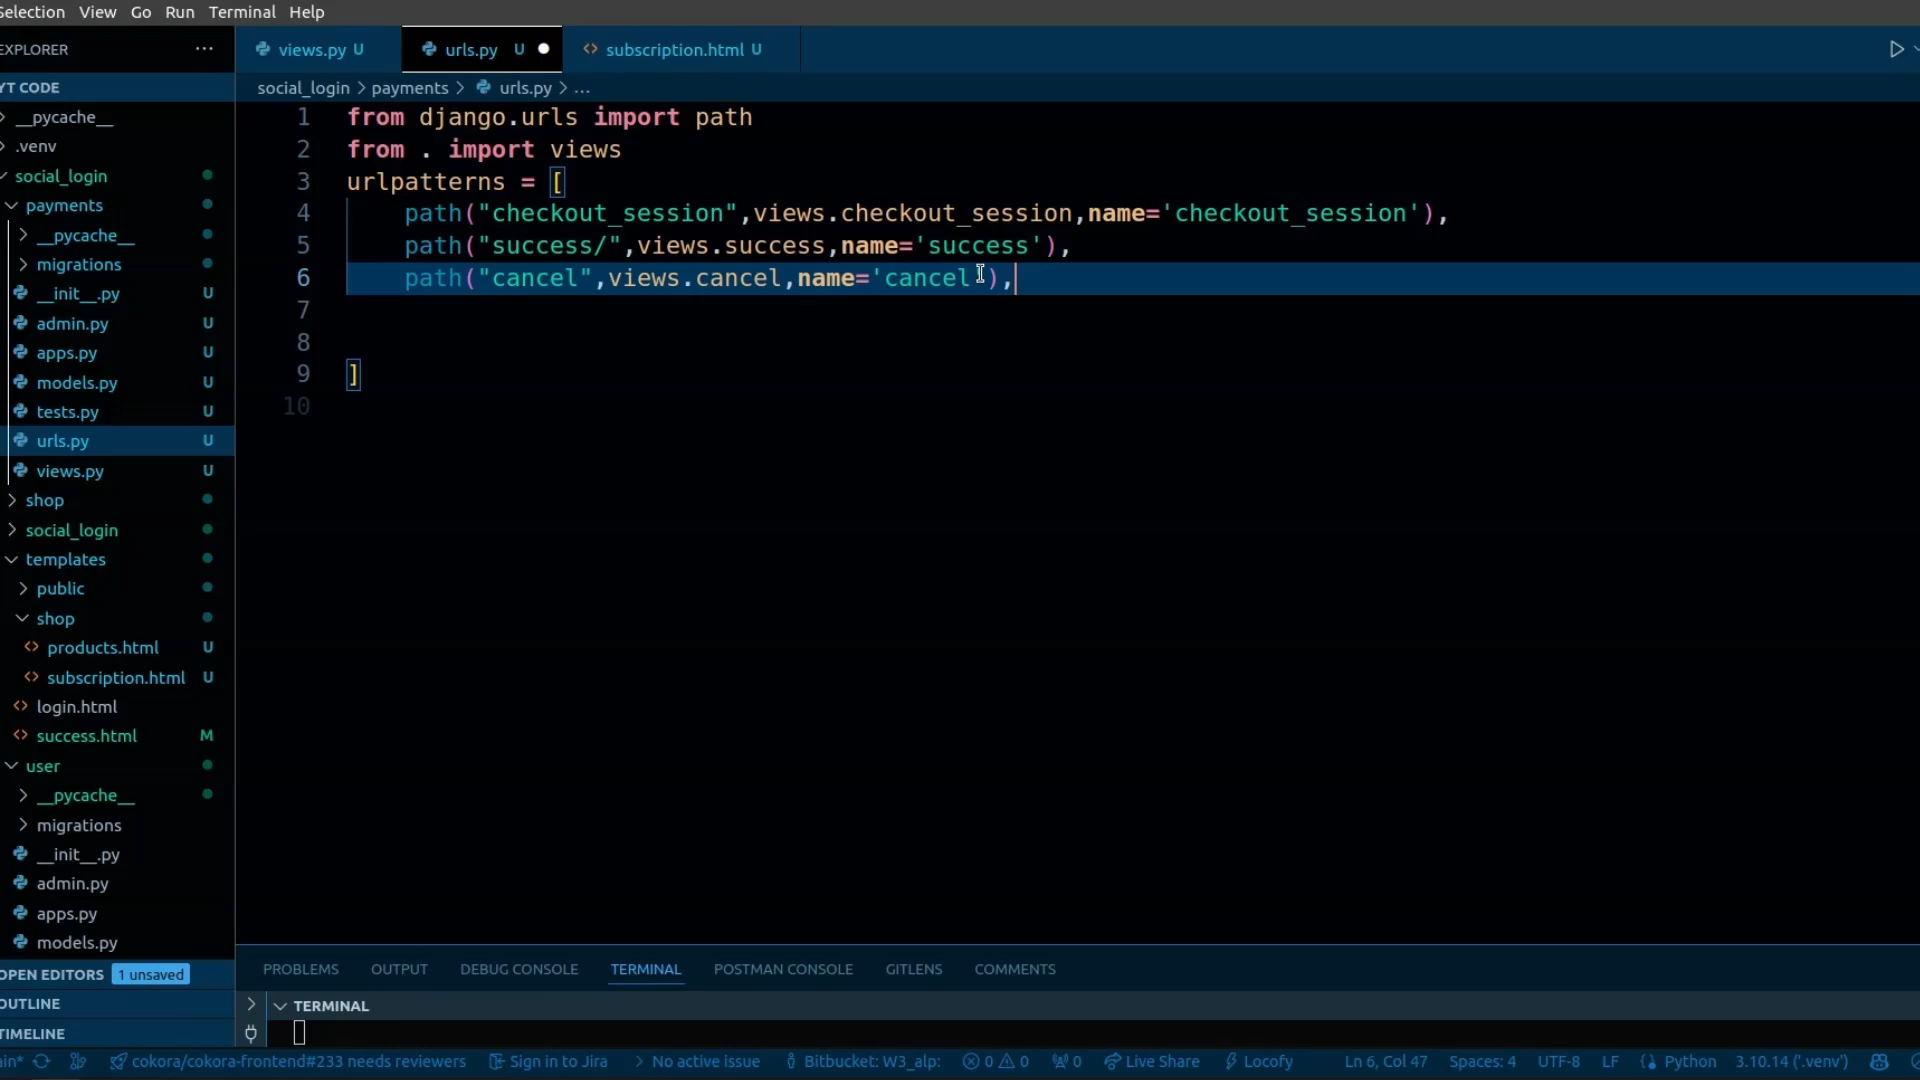 Selection View Go Run Terminal Help
EXPLORER ...
views.py U
urls.py U
subscription.html U
YT CODE
social_login > payments > urls.py > ...
__pycache__
.venv
social_login
payments
__pycache__
migrations
__init__.py U
admin.py U
apps.py U
models.py U
tests.py U
urls.py U
views.py U
shop
social_login
templates
public
shop
products.html U
subscription.html U
login.html
success.html M
user
__pycache__
migrations
__init__.py
admin.py
apps.py
models.py
OPEN EDITORS 1 unsaved
OUTLINE
TIMELINE
1 from django.urls import path
2 from . import views
3 urlpatterns = [
4 path("checkout_session",views.checkout_session,name='checkout_session'),
5 path("success/",views.success,name='success'),
6 path("cancel",views.cancel,name='cancel'),
7
8
9 ]
10
PROBLEMS OUTPUT DEBUG CONSOLE TERMINAL POSTMAN CONSOLE GITLENS COMMENTS
TERMINAL
ain* cokora/cokora-frontend#233 needs reviewers Sign in to Jira No active issue Bitbucket: W3_alp: 0 0 0 Live Share Locofy Ln 6, Col 47 Spaces: 4 UTF-8 LF Python 3.10.14 ('.venv')